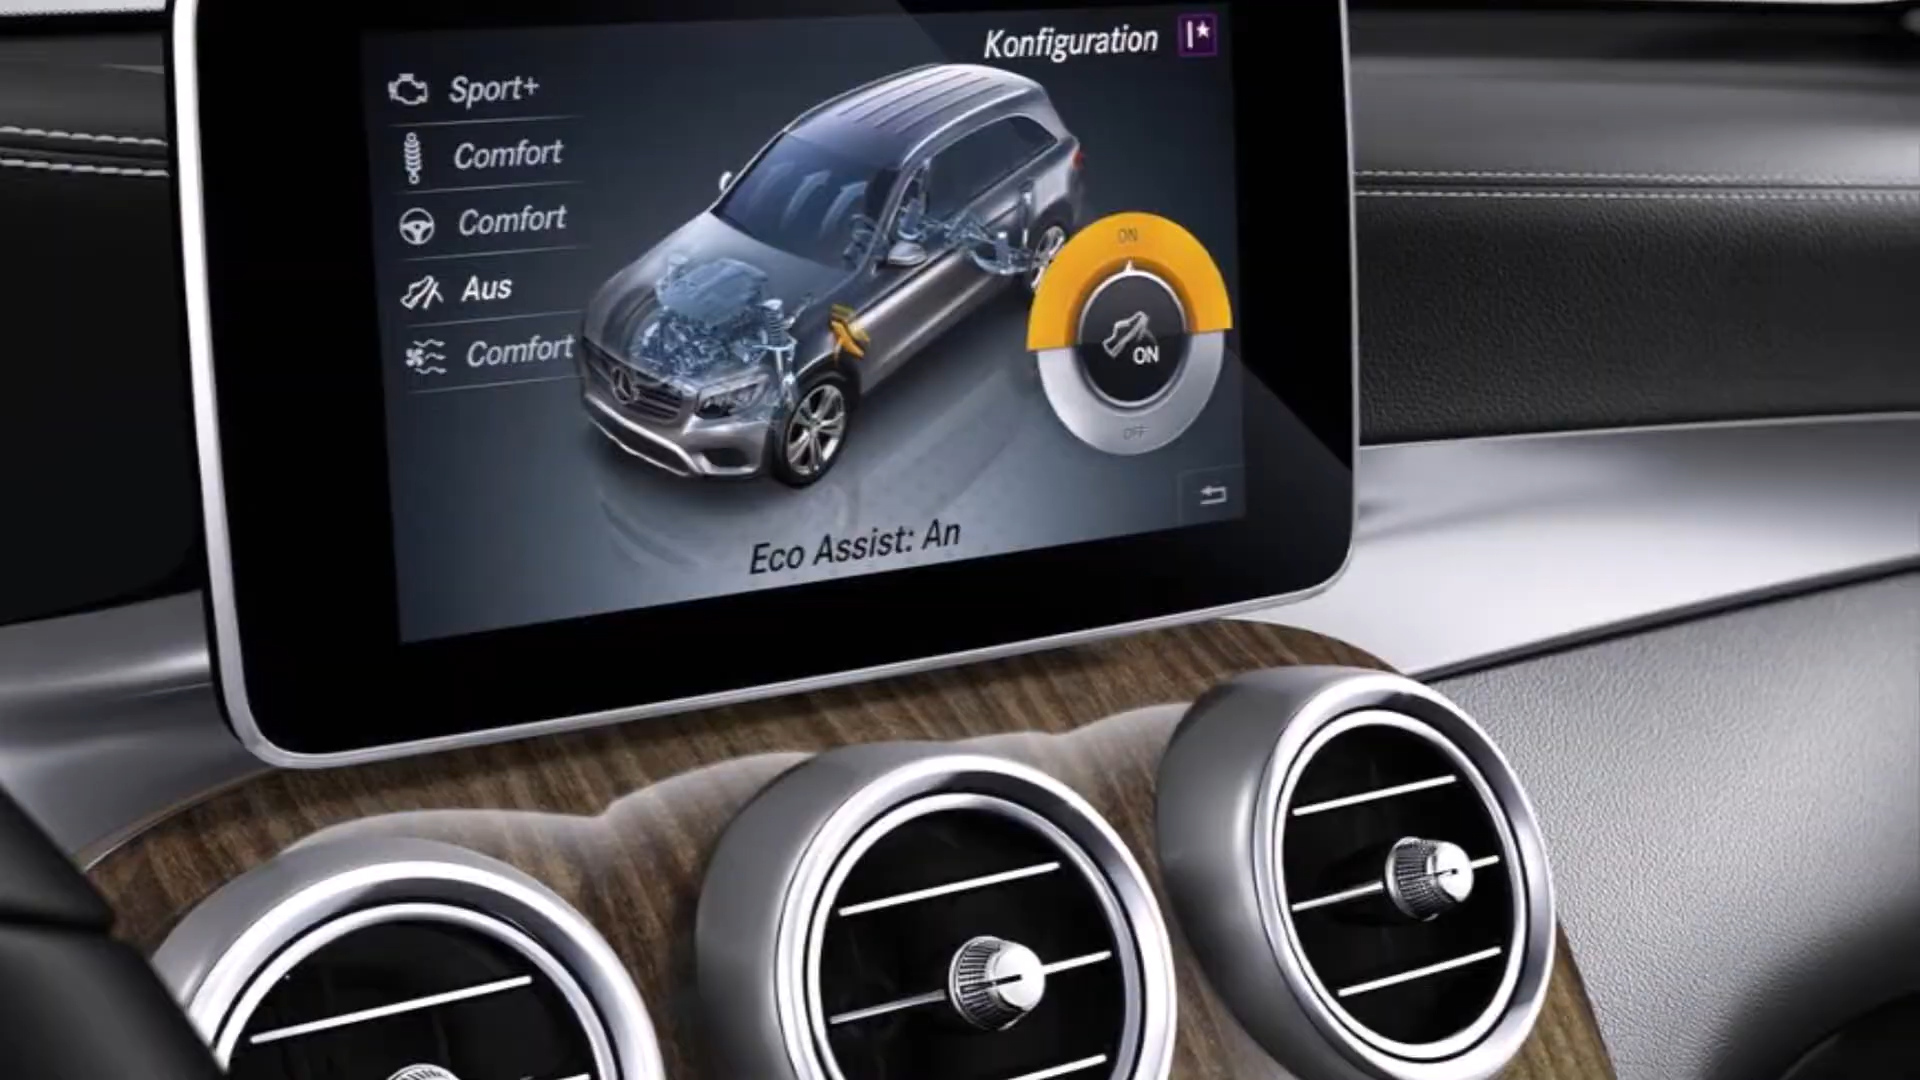 Konfiguration
Sport+
Comfort
Comfort
Aus
Comfort
ON
ON
OFF
Eco Assist: An